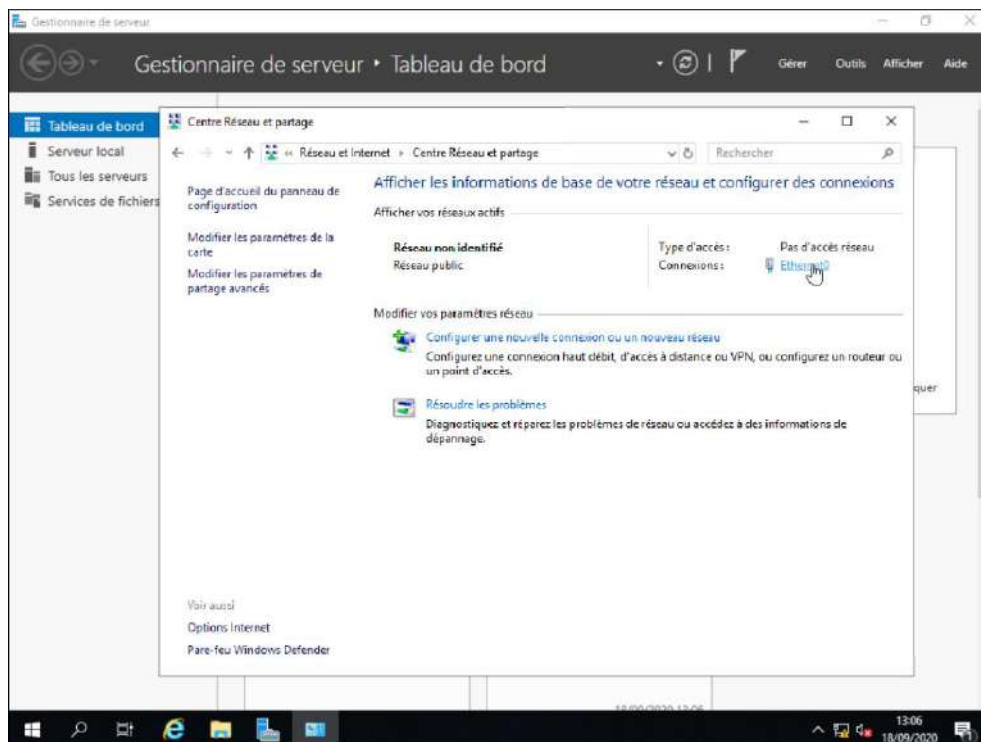 Gestionnaire de serveur
Gestionnaire de serveur ‣ Tableau de bord
Gérer Outils Afficher Aide
Tableau de bord
Serveur local
Tous les serveurs
Services de fichiers
Centre Réseau et partage
« Réseau et Internet › Centre Réseau et partage
Rechercher
Page d'accueil du panneau de
configuration
Modifier les paramètres de la
carte
Modifier les paramètres de
partage avancés
Afficher les informations de base de votre réseau et configurer des connexions
Afficher vos réseaux actifs
Réseau non identifié
Réseau public
Type d'accès : Pas d'accès réseau
Connexions : Ethernet0
Modifier vos paramètres réseau
Configurer une nouvelle connexion ou un nouveau réseau
Configurez une connexion haut débit, d'accès à distance ou VPN, ou configurez un routeur ou
un point d'accès.
Résoudre les problèmes
Diagnostiquez et réparez les problèmes de réseau ou accédez à des informations de
dépannage.
quer
Voir aussi
Options Internet
Pare-feu Windows Defender
18/09/2020 13:06
13:06
18/09/2020